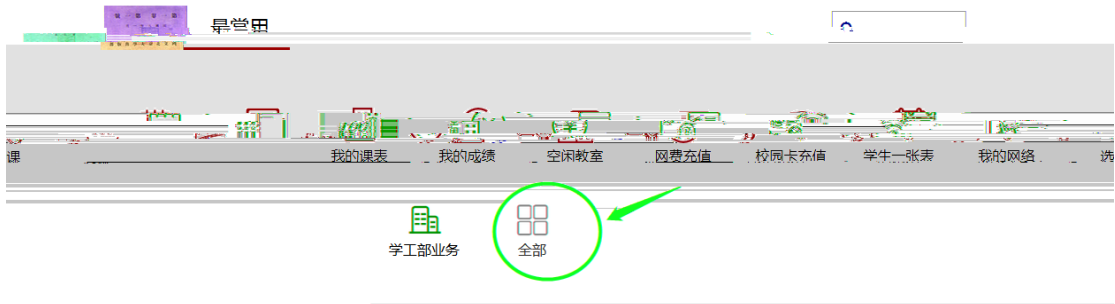 最常用
课 我的课表 我的成绩 空闲教室 网费充值 校园卡充值 学生一张表 我的网络 选
学工部业务 全部